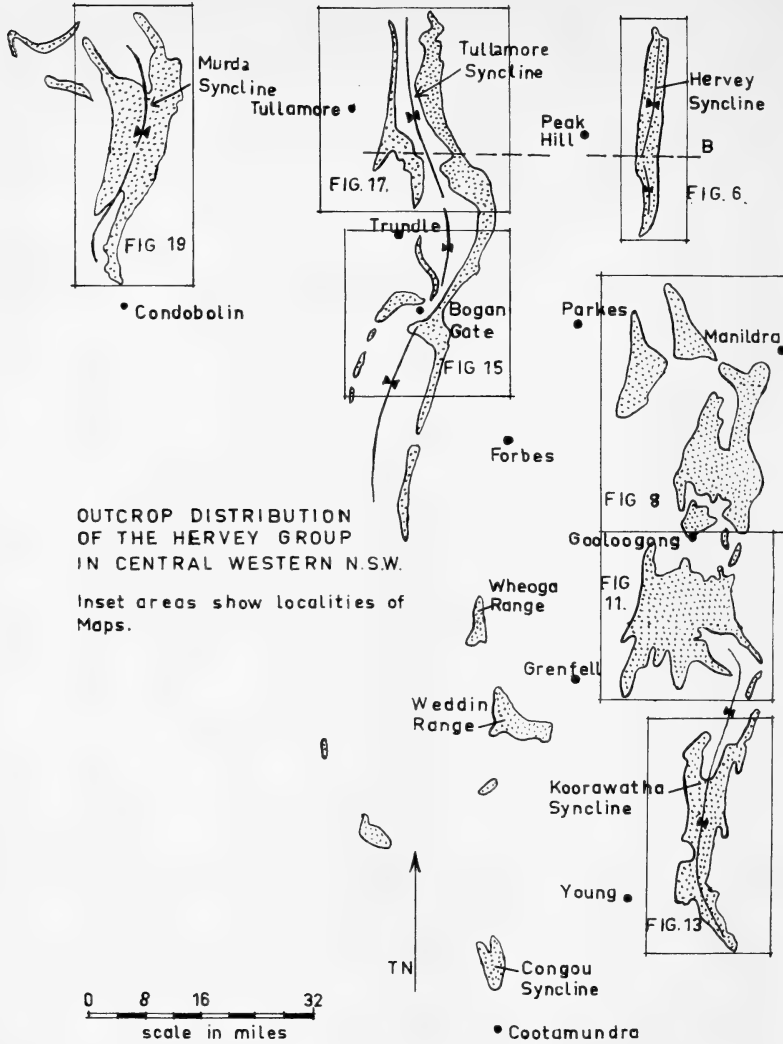 Murda
Syncline
Tullamore
Syncline
Tullamore
Hervey
Syncline
Peak
Hill
B
FIG. 17.
FIG. 6.
Trundle
FIG 19
Condobolin
Bogan
Gate
Parkes
Manildra
FIG 15
Forbes
FIG 8
OUTCROP DISTRIBUTION
OF THE HERVEY GROUP
IN CENTRAL WESTERN N.S.W.
Inset areas show localities of
Maps.
Gooloogong
Wheoga
Range
FIG
11.
Grenfell
Weddin
Range
Koorawatha
Syncline
Young
FIG.13
TN
Congou
Syncline
0 8 16 32
scale in miles
Cootamundra